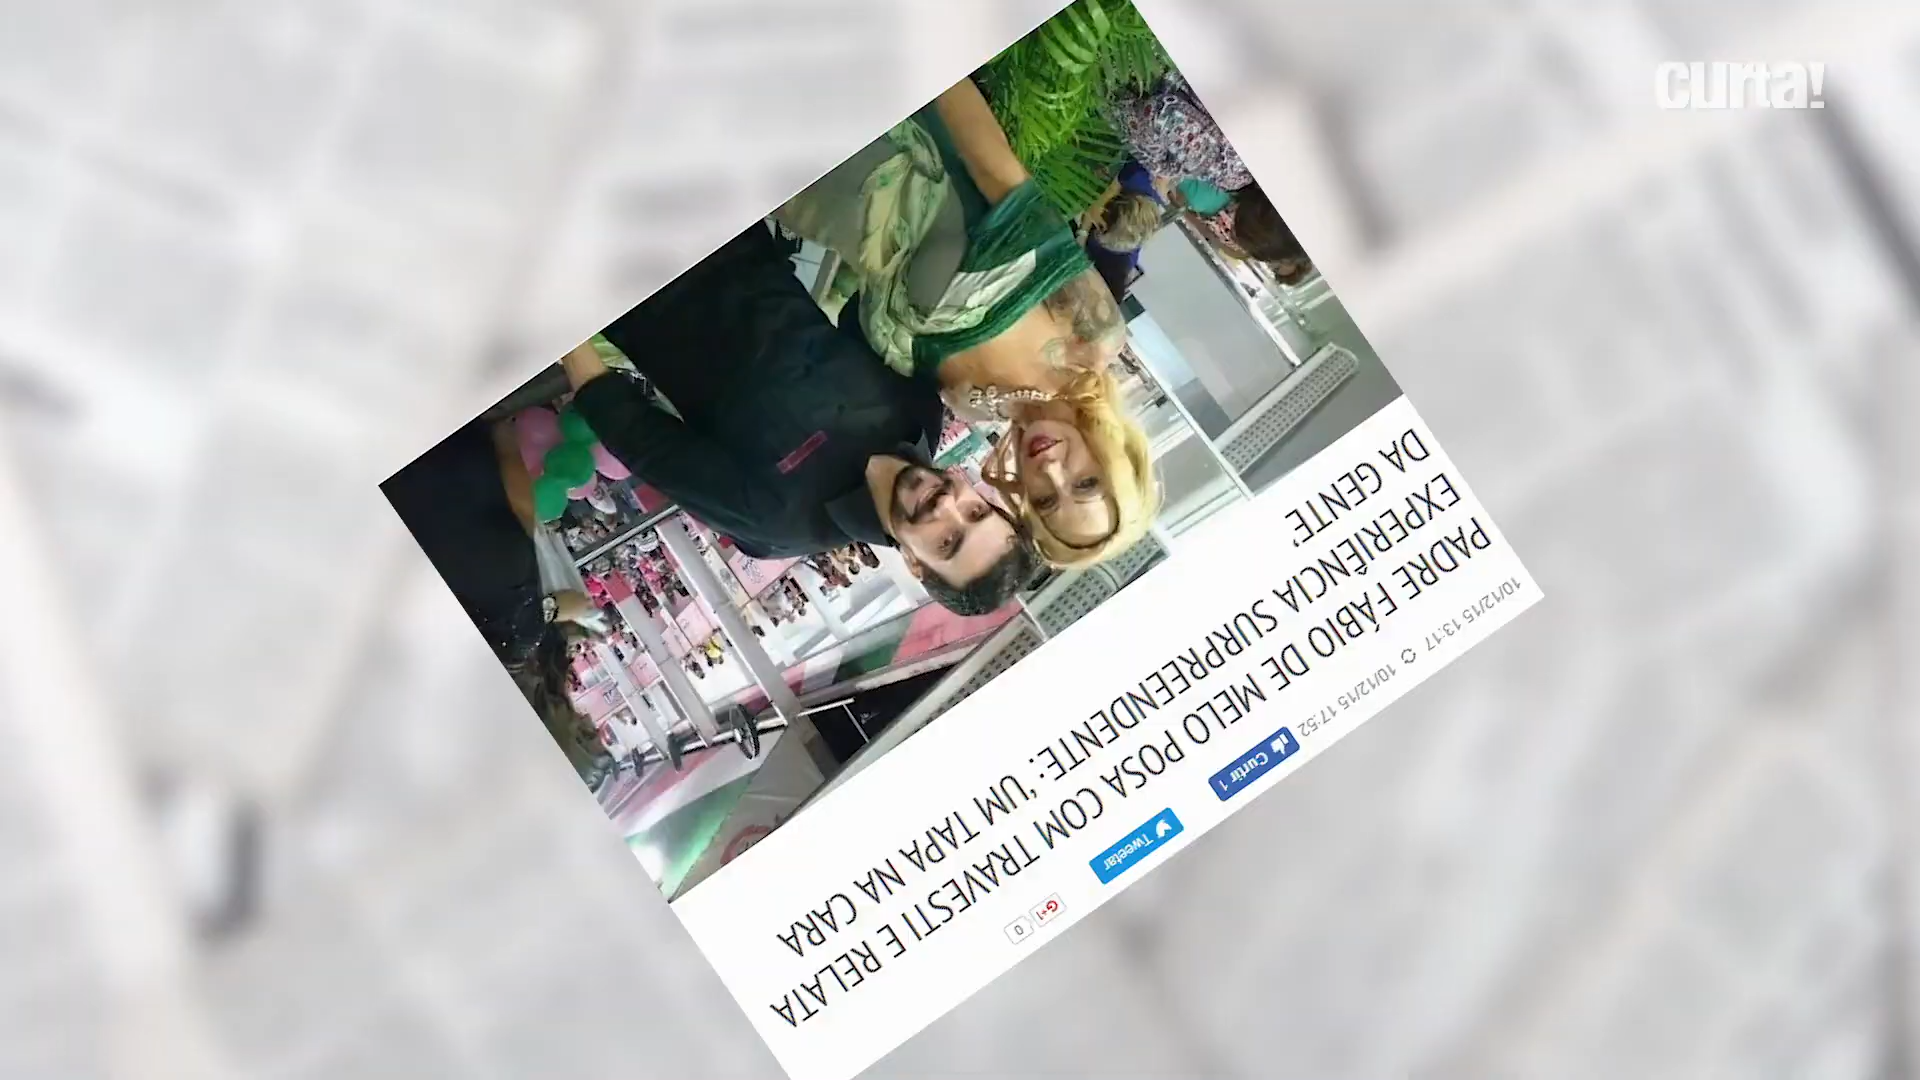 curta!
10/12/15 13:17 10/12/15 17:52
Curtir 1
Tweetar
G+1 0
PADRE FÁBIO DE MELO POSA COM TRAVESTI E RELATA
EXPERIÊNCIA SURPREENDENTE: 'UM TAPA NA CARA
DA GENTE'